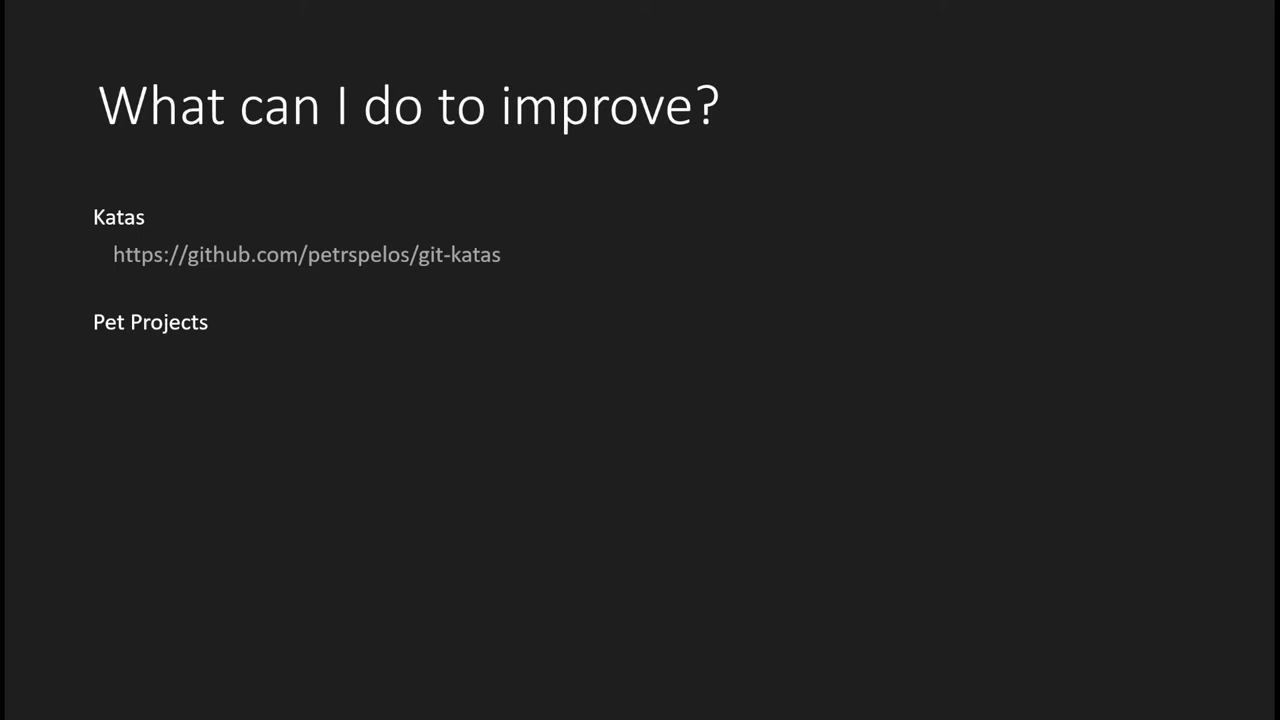 What can I do to improve?
Katas
https://github.com/petrspelos/git-katas
Pet Projects